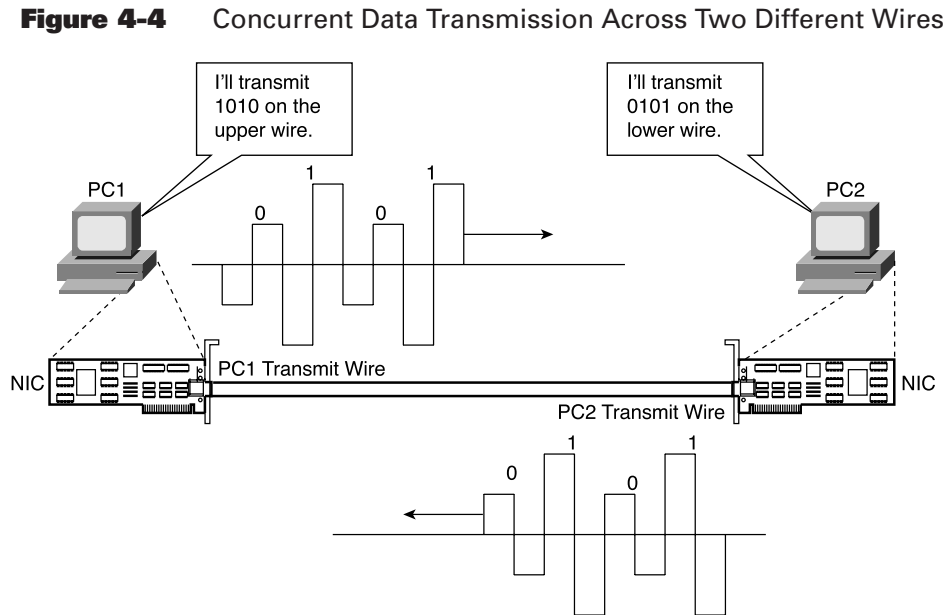 Figure 4-4 Concurrent Data Transmission Across Two Different Wires
I'll transmit
1010 on the
upper wire.
I'll transmit
0101 on the
lower wire.
PC1
PC2
0
1
0
1
NIC
PC1 Transmit Wire
NIC
PC2 Transmit Wire
0
1
0
1